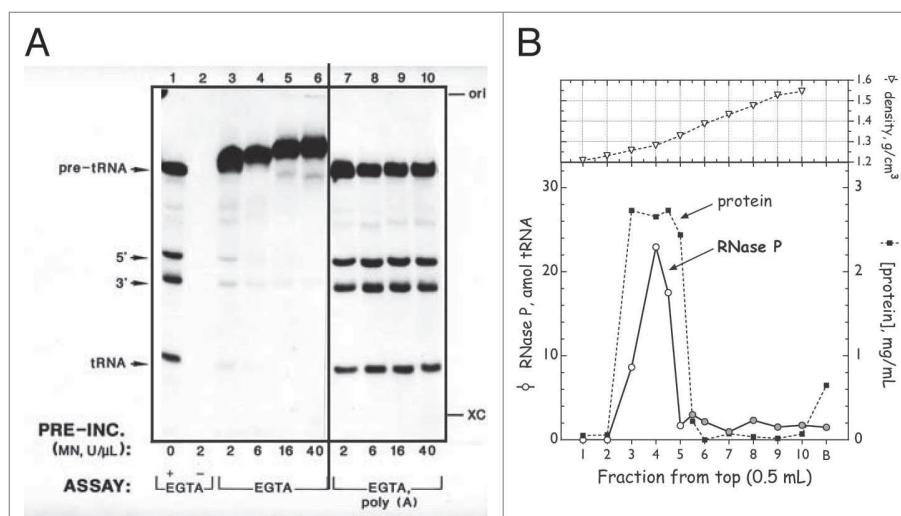 A
1 2 3 4 5 6 7 8 9 10
ori
pre-tRNA
5'
3'
tRNA
XC
PRE-INC.
(MN, U/μL)
0 2 2 6 16 40 2 6 16 40
+ −
ASSAY: EGTA EGTA EGTA,
poly (A)
B
1.6
1.5
1.4
1.3
1.2
density, g/cm³
30
20
10
0
RNase P, amol tRNA
protein
RNase P
3
2
1
0
[protein], mg/mL
1 2 3 4 5 6 7 8 9 10 B
Fraction from top (0.5 mL)